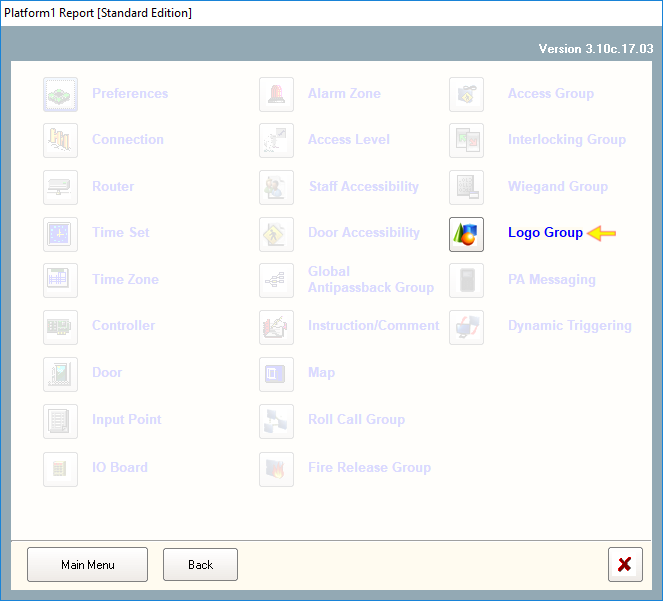 Platform1 Report [Standard Edition]
Version 3.10c.17.03
Preferences
Connection
Router
Time Set
Time Zone
Controller
Door
Input Point
IO Board
Alarm Zone
Access Level
Staff Accessibility
Door Accessibility
Global
Antipassback Group
Instruction/Comment
Map
Roll Call Group
Fire Release Group
Access Group
Interlocking Group
Wiegand Group
Logo Group
PA Messaging
Dynamic Triggering
Main Menu
Back